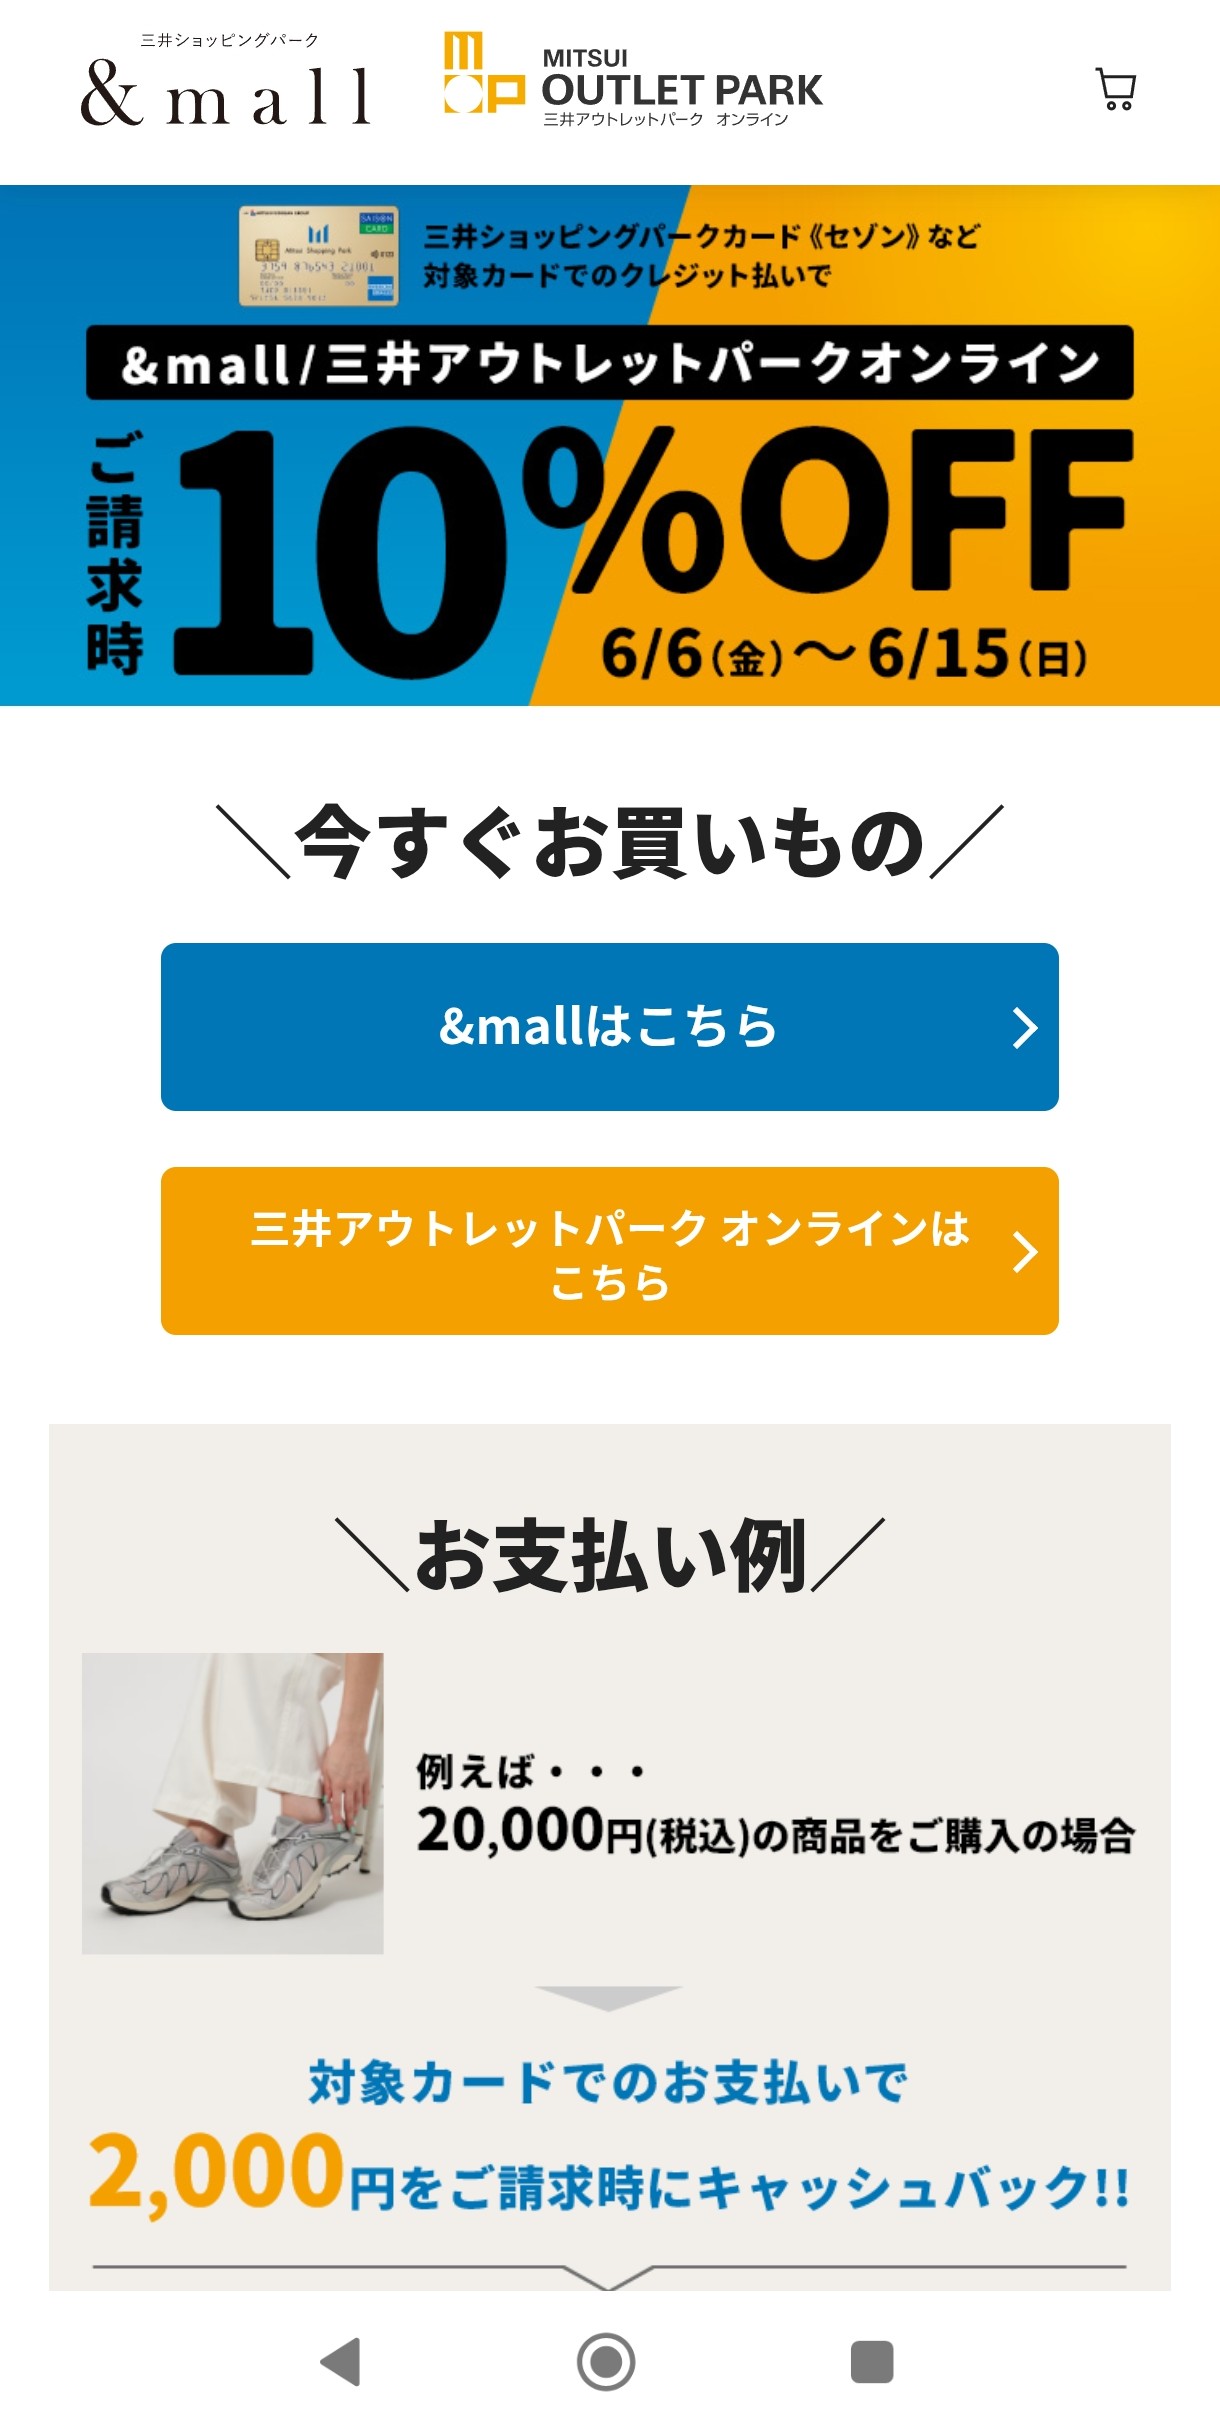 三井ショッピングパーク
&mall
MITSUI
OUTLET PARK
三井アウトレットパーク オンライン
SAISON
CARD
Mitsui Shopping Park
三井ショッピングパークカード《セゾン》など
対象カードでのクレジット払いで
&mall/三井アウトレットパークオンライン
ご請求時
10%OFF
6/6(金)〜6/15(日)
＼今すぐお買いもの／
&mallはこちら
三井アウトレットパーク オンラインは
こちら
＼お支払い例／
例えば・・・
20,000円(税込)の商品をご購入の場合
対象カードでのお支払いで
2,000円をご請求時にキャッシュバック!!